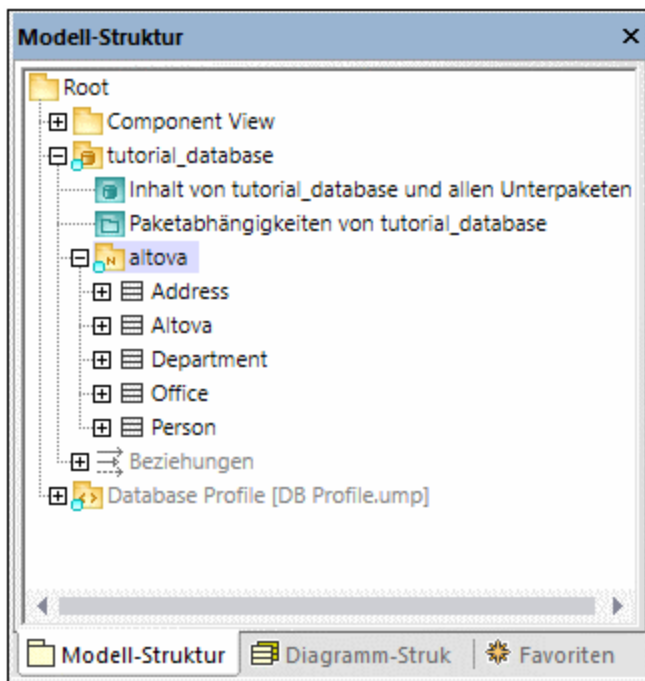 Modell-Struktur
Root
Component View
tutorial_database
Inhalt von tutorial_database und allen Unterpaketen
Paketabhängigkeiten von tutorial_database
altova
Address
Altova
Department
Office
Person
Beziehungen
Database Profile [DB Profile.ump]
Modell-Struktur Diagramm-Struk Favoriten